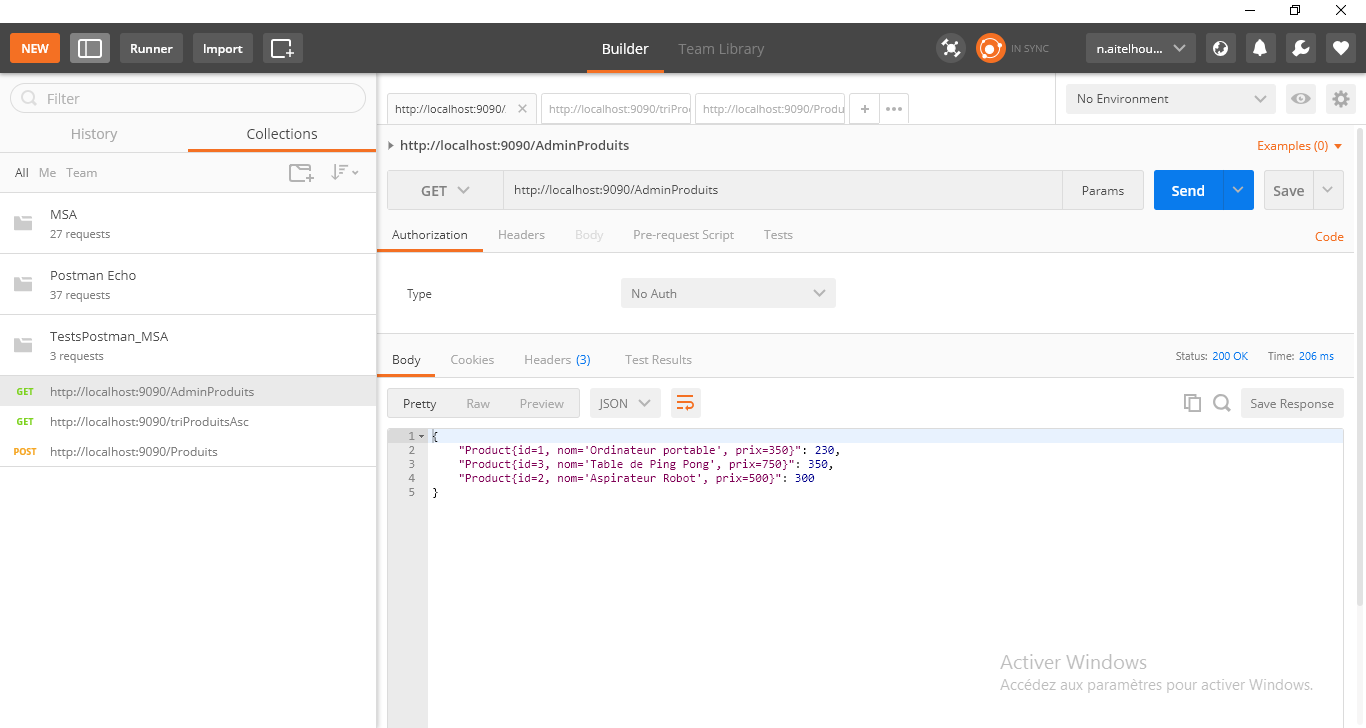 NEW Runner Import Builder Team Library IN SYNC n.aitelhou...
Filter
History Collections
All Me Team
MSA
27 requests
Postman Echo
37 requests
TestsPostman_MSA
3 requests
GET http://localhost:9090/AdminProduits
GET http://localhost:9090/triProduitsAsc
POST http://localhost:9090/Produits
http://localhost:9090/ http://localhost:9090/triPro http://localhost:9090/Produ + ••• No Environment
http://localhost:9090/AdminProduits Examples (0)
GET http://localhost:9090/AdminProduits Params Send Save
Authorization Headers Body Pre-request Script Tests Code
Type No Auth
Body Cookies Headers (3) Test Results Status: 200 OK Time: 206 ms
Pretty Raw Preview JSON Save Response
1 {
2 "Product{id=1, nom='Ordinateur portable', prix=350}": 230,
3 "Product{id=3, nom='Table de Ping Pong', prix=750}": 350,
4 "Product{id=2, nom='Aspirateur Robot', prix=500}": 300
5 }
Activer Windows
Accédez aux paramètres pour activer Windows.